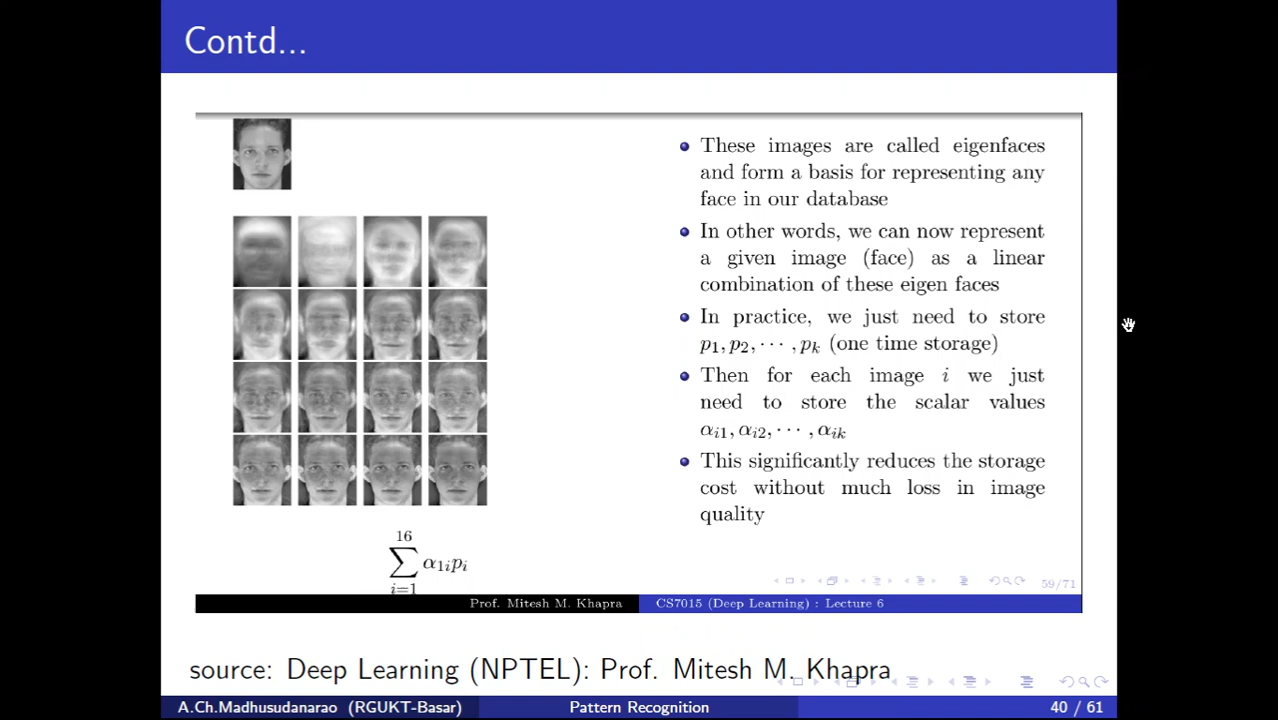 Contd...
These images are called eigenfaces
and form a basis for representing any
face in our database
In other words, we can now represent
a given image (face) as a linear
combination of these eigen faces
In practice, we just need to store
p₁, p₂, ⋯ , pₖ (one time storage)
Then for each image i we just
need to store the scalar values
αᵢ₁, αᵢ₂, ⋯ , αᵢₖ
This significantly reduces the storage
cost without much loss in image
quality
16
∑ α₁ᵢpᵢ
i=1
59/71
Prof. Mitesh M. Khapra CS7015 (Deep Learning) : Lecture 6
source: Deep Learning (NPTEL): Prof. Mitesh M. Khapra
A.Ch.Madhusudanarao (RGUKT-Basar) Pattern Recognition 40 / 61